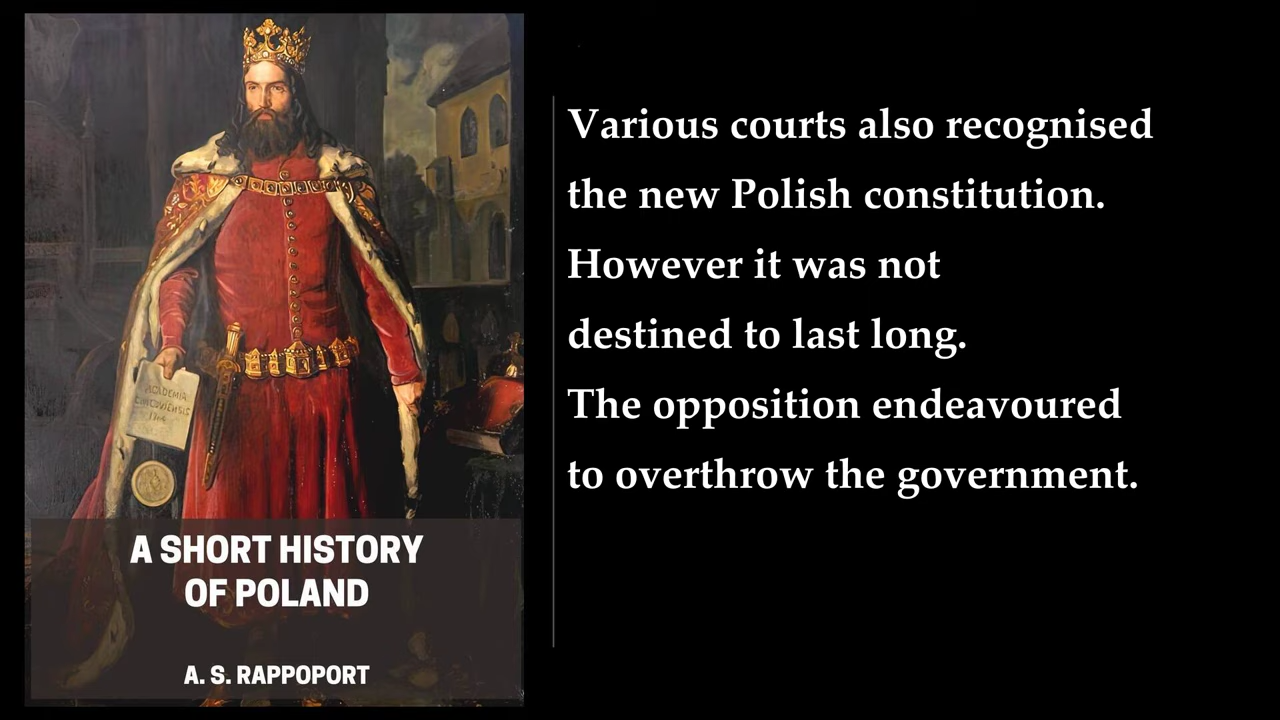 ACADEMIA
A SHORT HISTORY
OF POLAND
A. S. RAPPOPORT
Various courts also recognised
the new Polish constitution.
However it was not
destined to last long.
The opposition endeavoured
to overthrow the government.